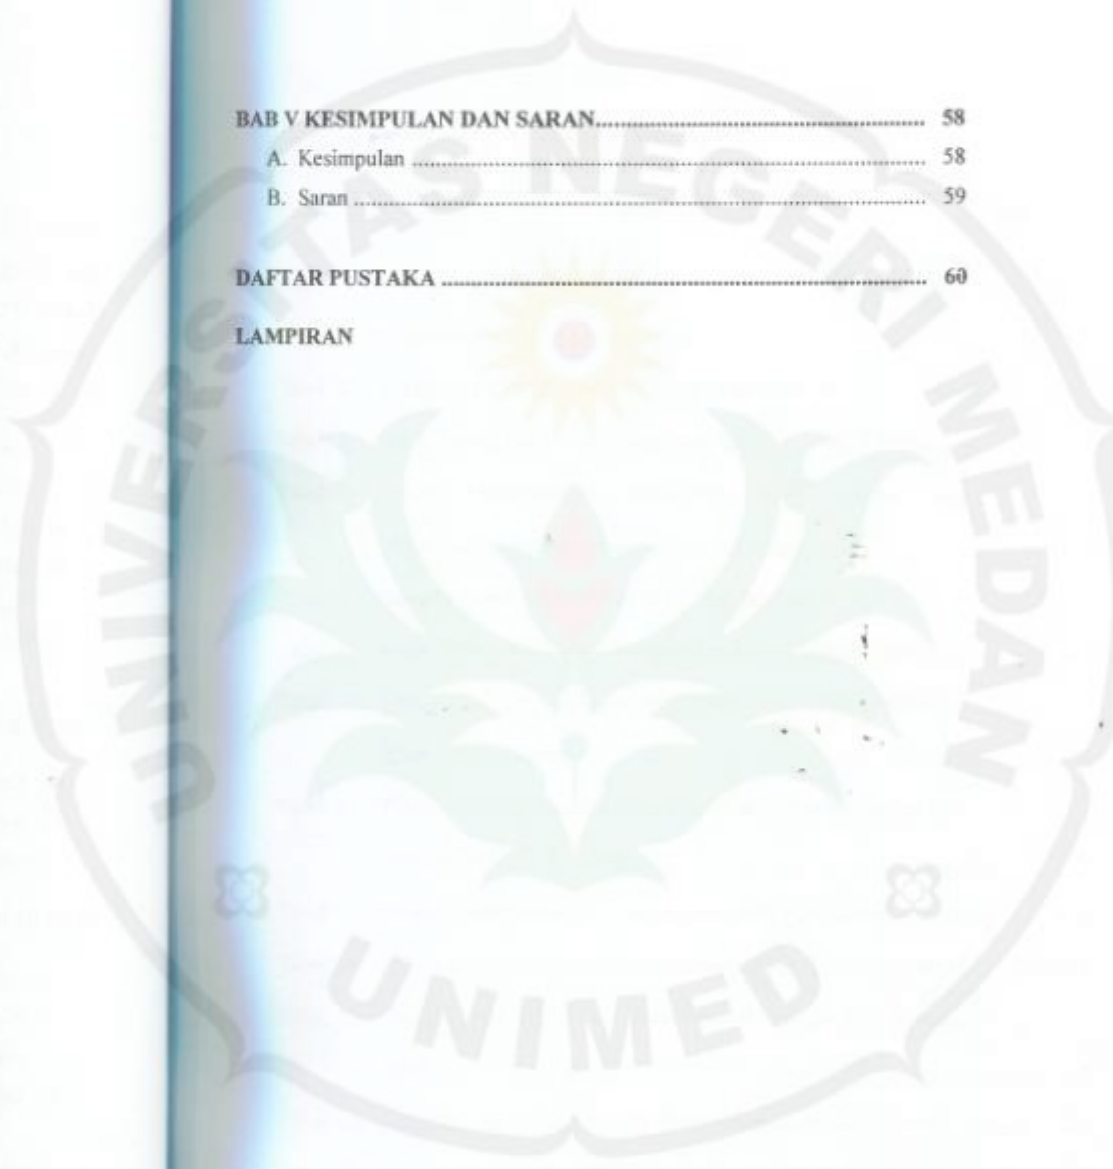 BAB V KESIMPULAN DAN SARAN.......................................................... 58
A. Kesimpulan .......................................................... 58
B. Saran .......................................................... 59
DAFTAR PUSTAKA .......................................................... 60
LAMPIRAN
UNIVERSITAS NEGERI MEDAN
UNIMED